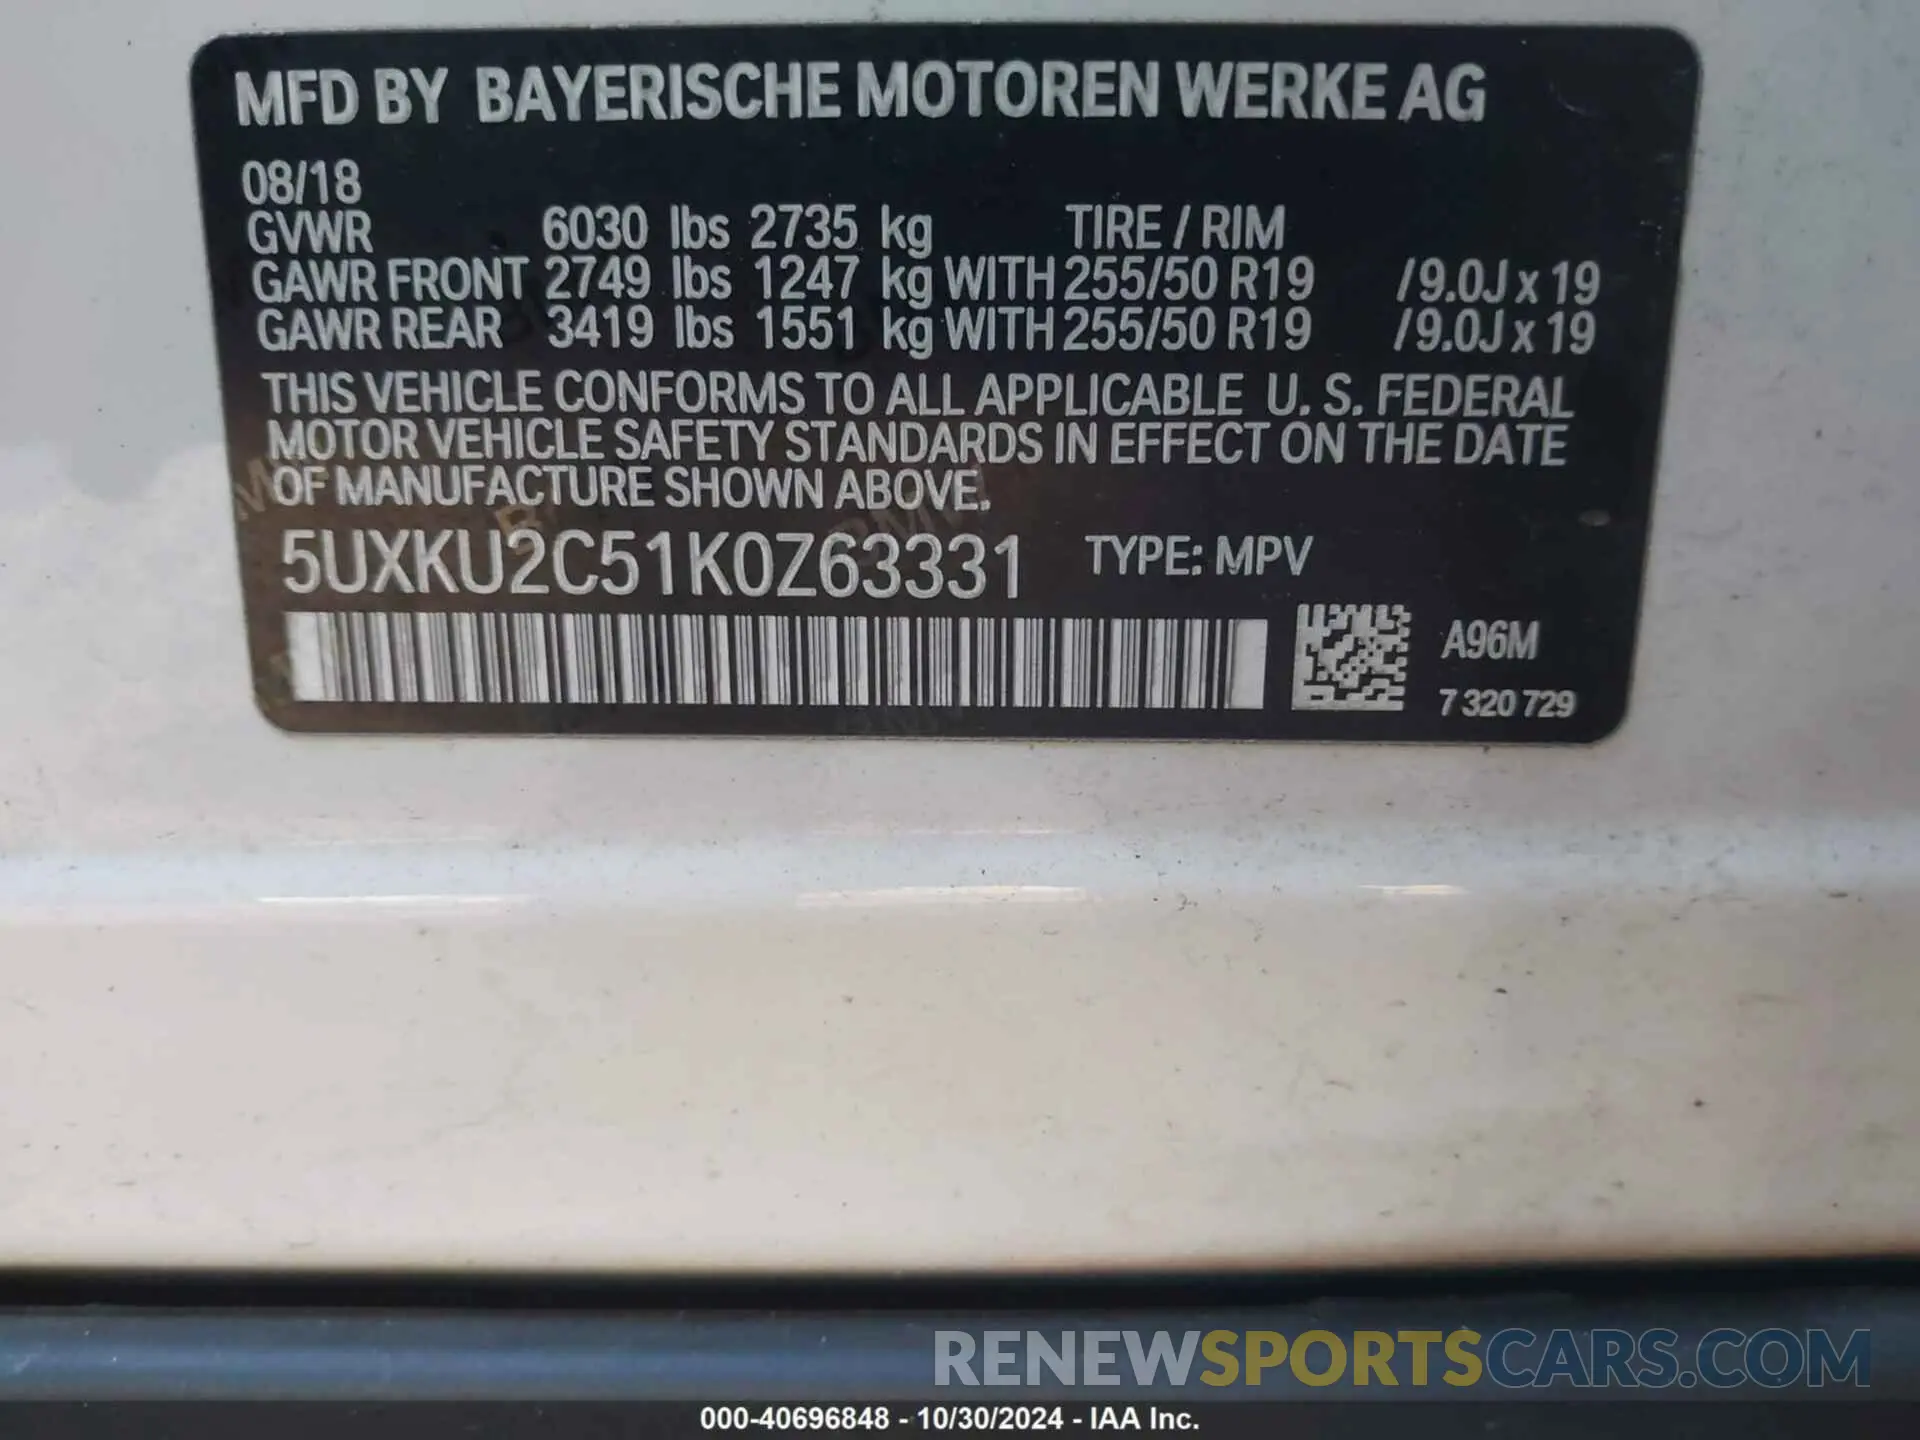 MFD BY BAYERISCHE MOTOREN WERKE AG
08/18
GVWR 6030 lbs 2735 kg TIRE / RIM
GAWR FRONT 2749 lbs 1247 kg WITH 255/50 R19 /9.0J x 19
GAWR REAR 3419 lbs 1551 kg WITH 255/50 R19 /9.0J x 19
THIS VEHICLE CONFORMS TO ALL APPLICABLE U. S. FEDERAL
MOTOR VEHICLE SAFETY STANDARDS IN EFFECT ON THE DATE
OF MANUFACTURE SHOWN ABOVE.
5UXKU2C51K0Z63331 TYPE: MPV
A96M
7 320 729
RENEWSPORTSCARS.COM
000-40696848 - 10/30/2024 - IAA Inc.